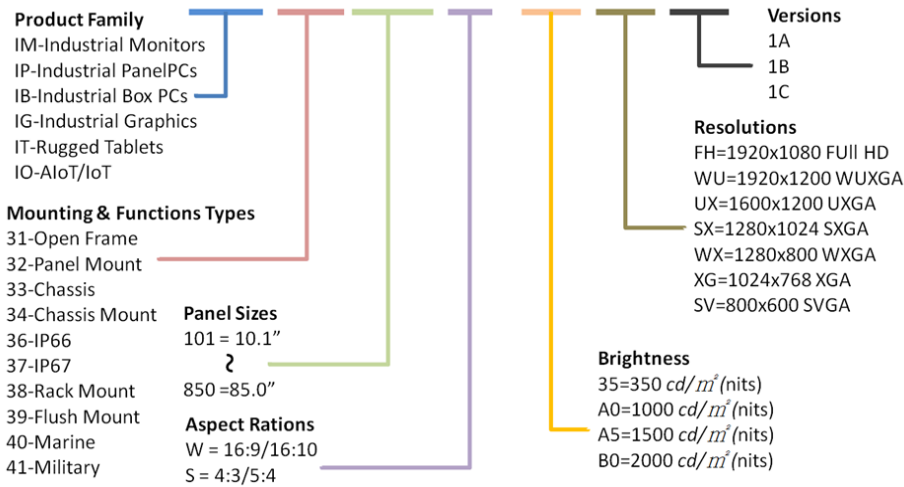 Product Family
IM-Industrial Monitors
IP-Industrial PanelPCs
IB-Industrial Box PCs
IG-Industrial Graphics
IT-Rugged Tablets
IO-AIoT/IoT
Mounting & Functions Types
31-Open Frame
32-Panel Mount
33-Chassis
34-Chassis Mount
36-IP66
37-IP67
38-Rack Mount
39-Flush Mount
40-Marine
41-Military
Panel Sizes
101 = 10.1”
~
850 =85.0”
Aspect Rations
W = 16:9/16:10
S = 4:3/5:4
Versions
1A
1B
1C
Resolutions
FH=1920x1080 FUll HD
WU=1920x1200 WUXGA
UX=1600x1200 UXGA
SX=1280x1024 SXGA
WX=1280x800 WXGA
XG=1024x768 XGA
SV=800x600 SVGA
Brightness
35=350 cd/㎡(nits)
A0=1000 cd/㎡(nits)
A5=1500 cd/㎡(nits)
B0=2000 cd/㎡(nits)